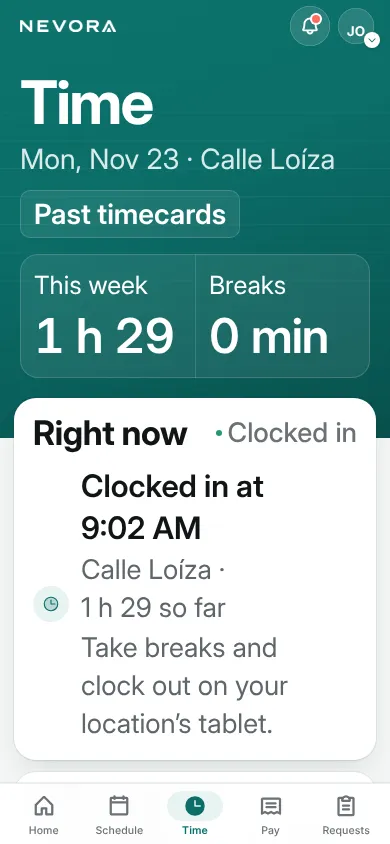 NEVORA
JO
Time
Mon, Nov 23 · Calle Loíza
Past timecards
This week
Breaks
1 h 29
0 min
Right now
Clocked in
Clocked in at
9:02 AM
Calle Loíza ·
1 h 29 so far
Take breaks and
clock out on your
location’s tablet.
Home
Schedule
Time
Pay
Requests